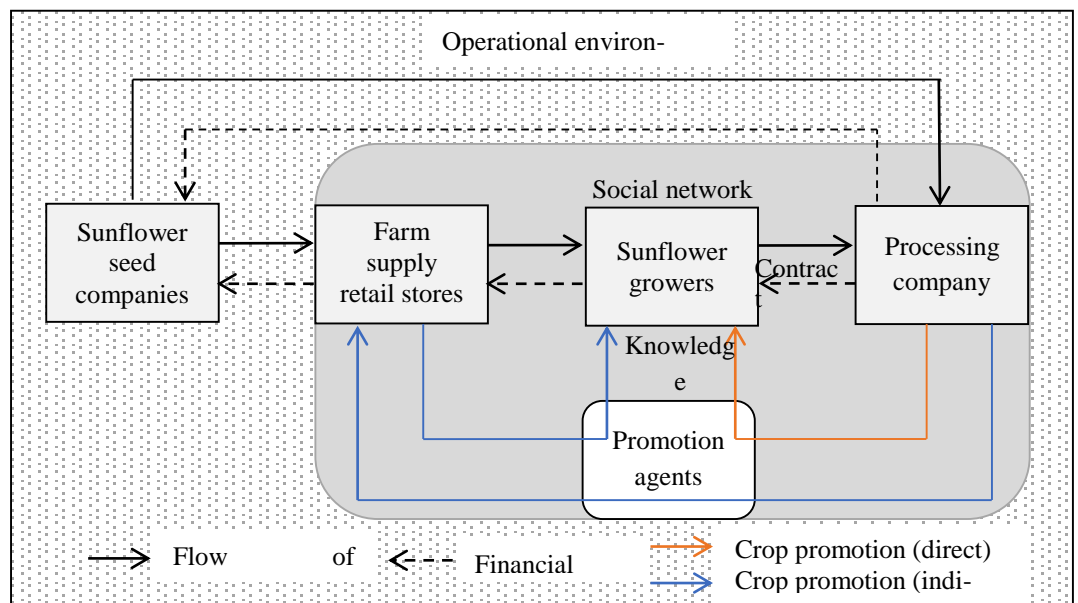 Operational environ-
Social network
Sunflower
seed
companies
Farm
supply
retail stores
Sunflower
growers
Processing
company
Contrac
t
Knowledg
e
Promotion
agents
Flow of
Financial
Crop promotion (direct)
Crop promotion (indi-